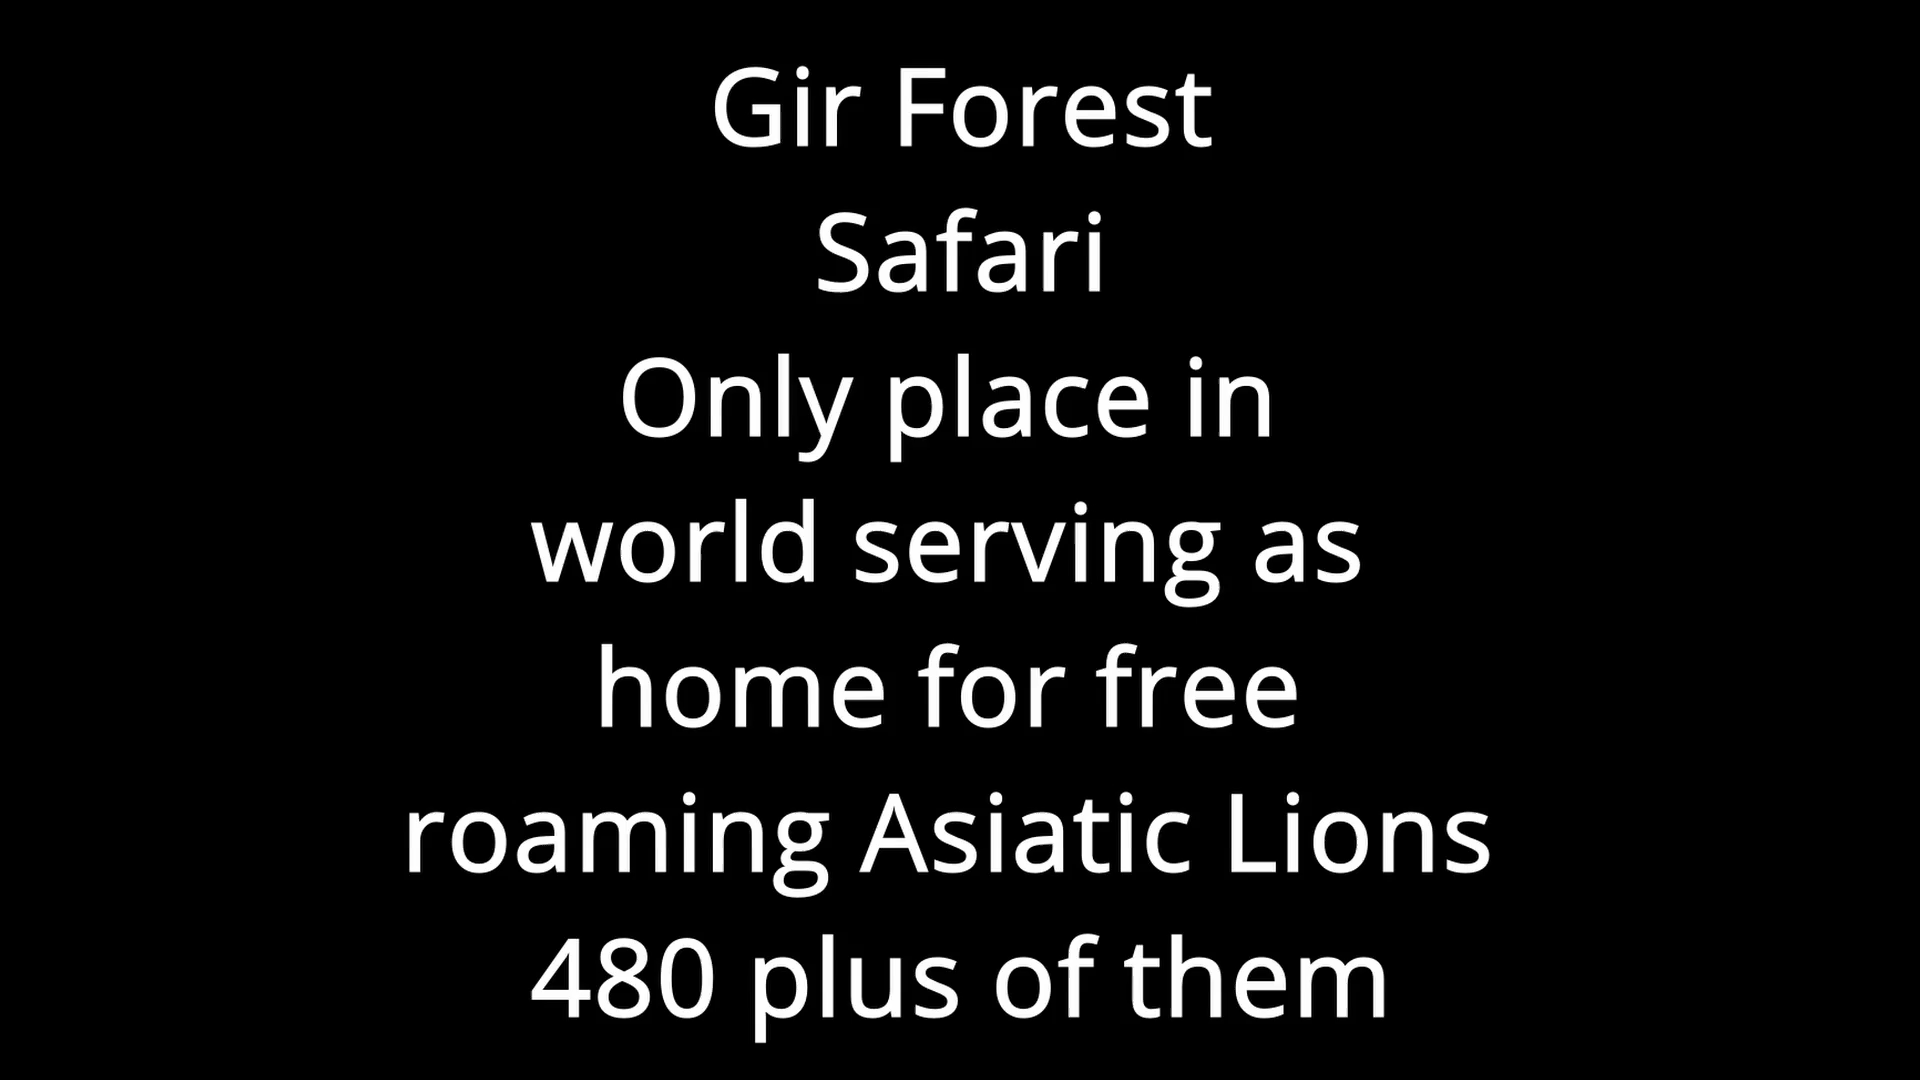 Gir Forest
Safari
Only place in
world serving as
home for free
roaming Asiatic Lions
480 plus of them